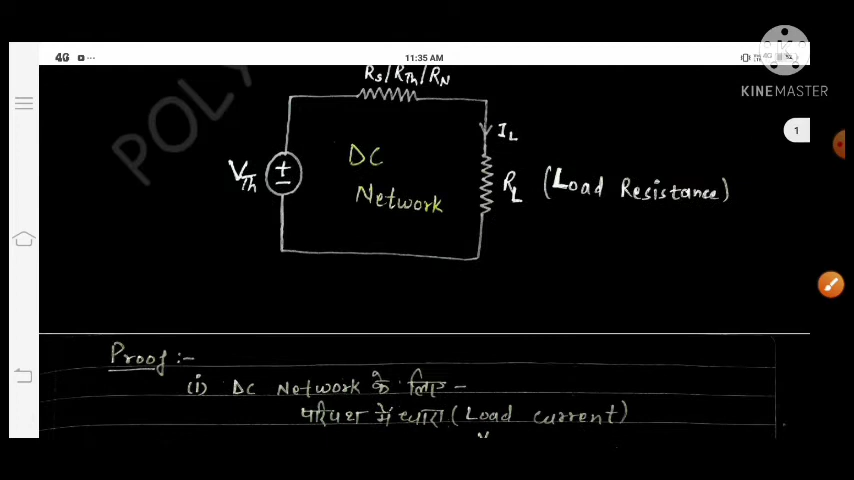 4G
11:35 AM
KINEMASTER
POLY
Rs/RTh/RN
1
IL
DC
VTh
+
−
Network
RL (Load Resistance)
Proof :-
(i) DC Network के लिए -
परिपथ में धारा (Load current)